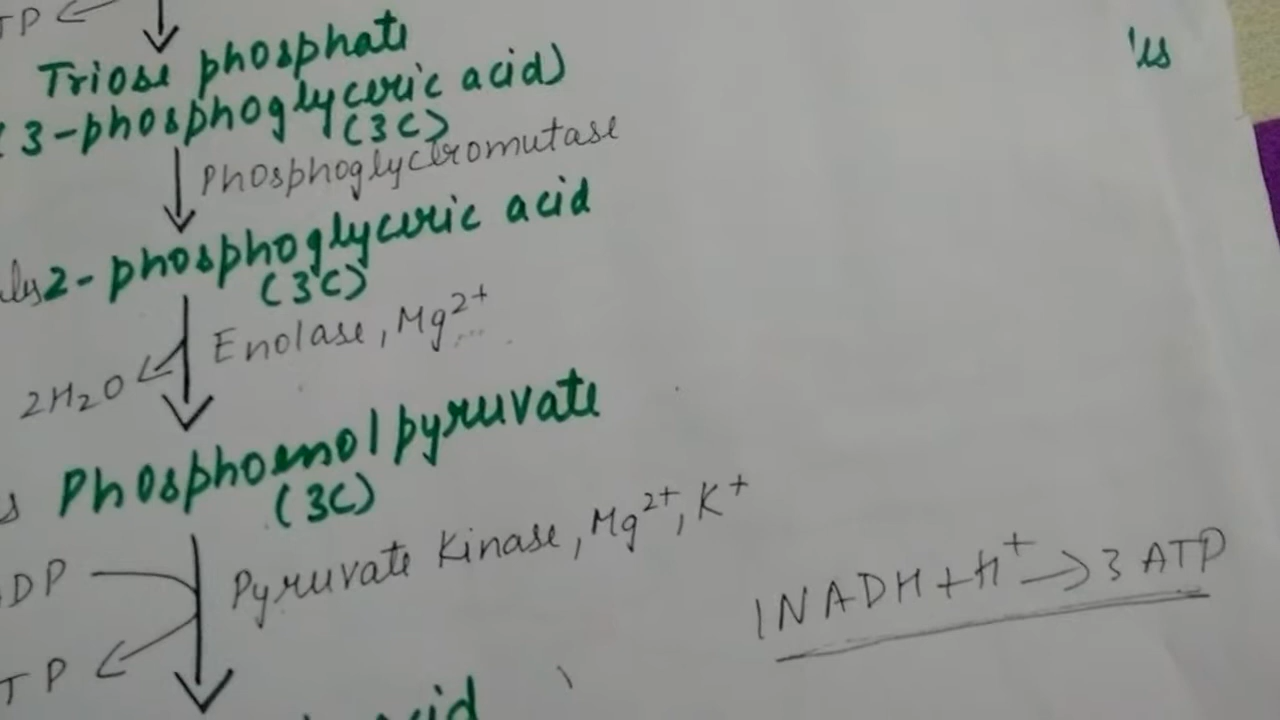 TP
Triose phosphate
(3-phosphoglyceric acid)
(3C)
Phosphoglyceromutase
2-phosphoglyceric acid
(3C)
Enolase, Mg2+
2H2O
Phosphoenolpyruvate
(3C)
Pyruvate Kinase, Mg2+, K+
DP
1NADH+H+→3 ATP
TP